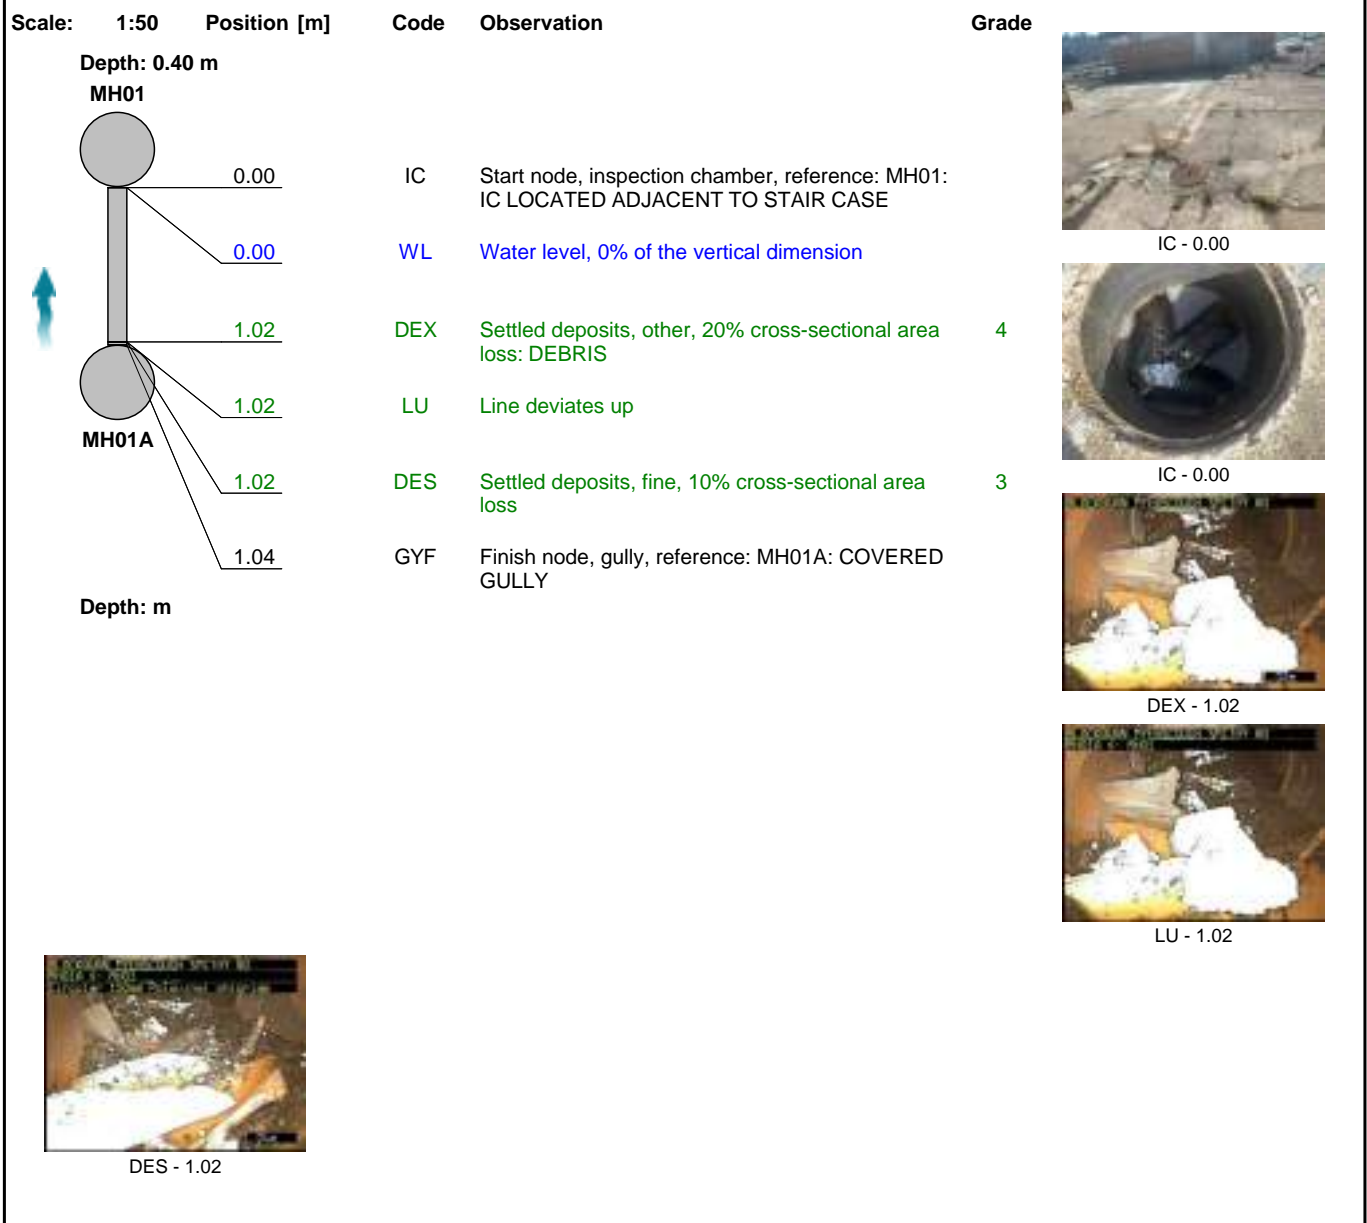 Scale: 1:50 Position [m] Code Observation Grade
Depth: 0.40 m
MH01
0.00 IC Start node, inspection chamber, reference: MH01:
IC LOCATED ADJACENT TO STAIR CASE
0.00 WL Water level, 0% of the vertical dimension
1.02 DEX Settled deposits, other, 20% cross-sectional area 4
loss: DEBRIS
1.02 LU Line deviates up
MH01A
1.02 DES Settled deposits, fine, 10% cross-sectional area 3
loss
1.04 GYF Finish node, gully, reference: MH01A: COVERED
GULLY
Depth: m
IC - 0.00
IC - 0.00
DEX - 1.02
LU - 1.02
DES - 1.02